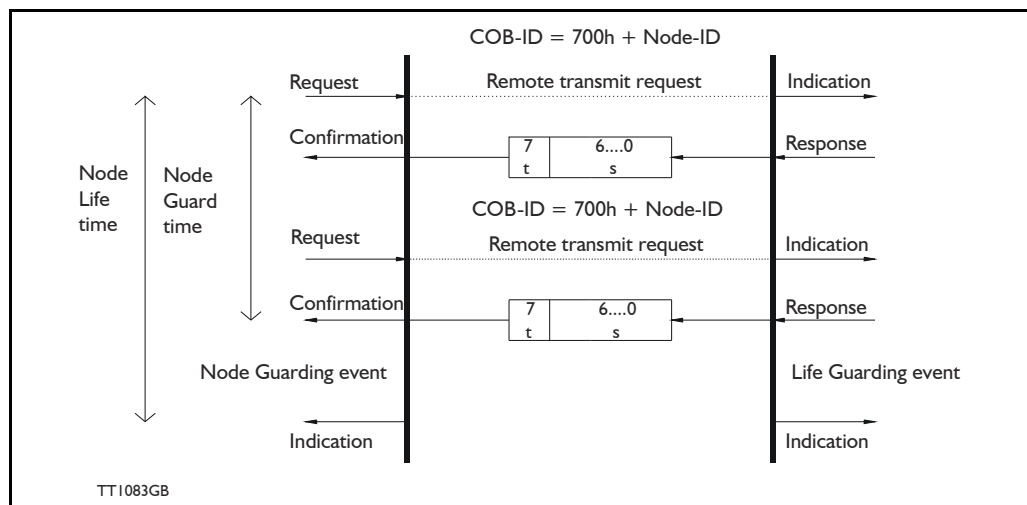 COB-ID = 700h + Node-ID
Request
Remote transmit request
Indication
Confirmation
7
6....0
Response
t
s
Node
Life
time
Node
Guard
time
COB-ID = 700h + Node-ID
Request
Remote transmit request
Indication
Confirmation
7
6....0
Response
t
s
Node Guarding event
Life Guarding event
Indication
Indication
TT1083GB